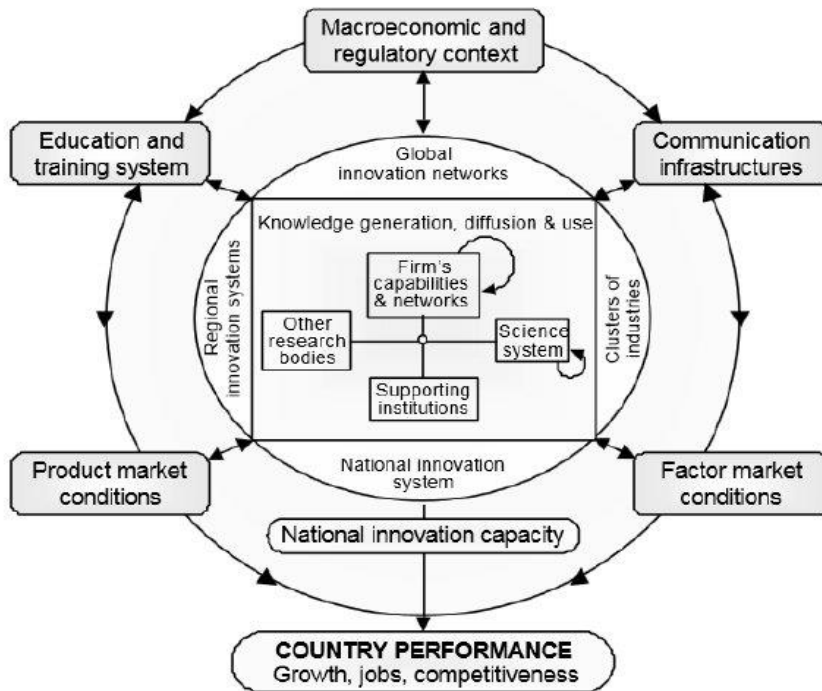 Macroeconomic and
regulatory context
Education and
training system
Communication
infrastructures
Global
innovation networks
Knowledge generation, diffusion & use
Firm's
capabilities
& networks
Regional
innovation systems
Clusters of
industries
Other
research
bodies
Science
system
Supporting
institutions
Product market
conditions
National innovation
system
Factor market
conditions
National innovation capacity
COUNTRY PERFORMANCE
Growth, jobs, competitiveness